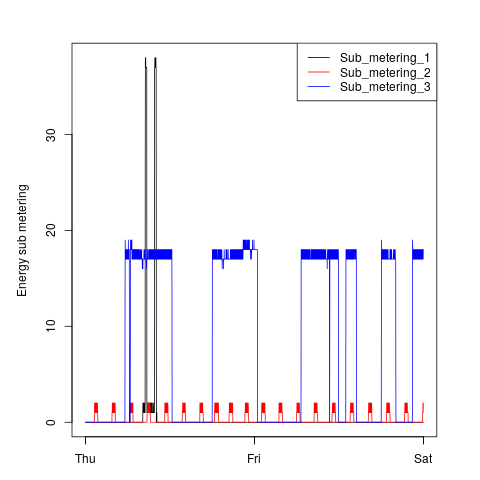 Sub_metering_1
Sub_metering_2
Sub_metering_3
Energy sub metering
30
20
10
0
Thu Fri Sat